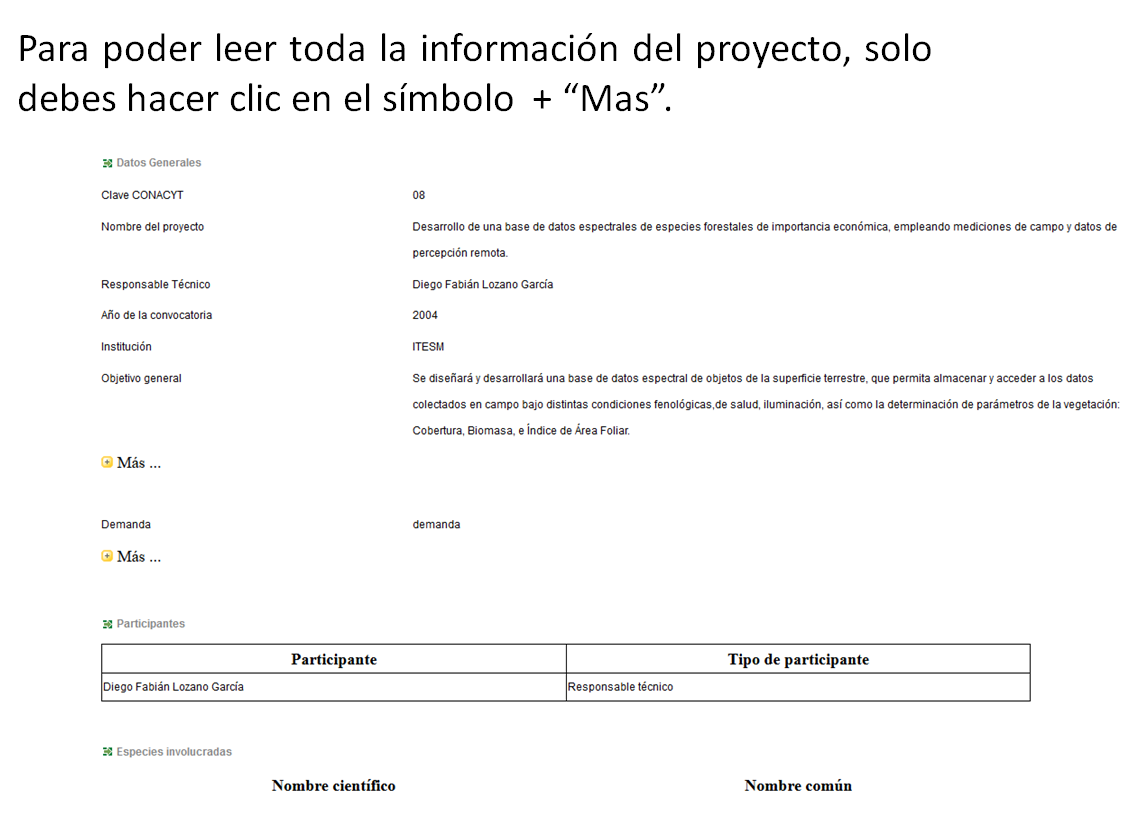 Para poder leer toda la información del proyecto, solo
debes hacer clic en el símbolo + “Mas”.
Datos Generales
Clave CONACYT 08
Nombre del proyecto Desarrollo de una base de datos espectrales de especies forestales de importancia económica, empleando mediciones de campo y datos de
percepción remota.
Responsable Técnico Diego Fabián Lozano García
Año de la convocatoria 2004
Institución ITESM
Objetivo general Se diseñará y desarrollará una base de datos espectral de objetos de la superficie terrestre, que permita almacenar y acceder a los datos
colectados en campo bajo distintas condiciones fenológicas,de salud, iluminación, así como la determinación de parámetros de la vegetación:
Cobertura, Biomasa, e Índice de Área Foliar.
Más ...
Demanda demanda
Más ...
Participantes
Participante Tipo de participante
Diego Fabián Lozano García Responsable técnico
Especies involucradas
Nombre científico Nombre común